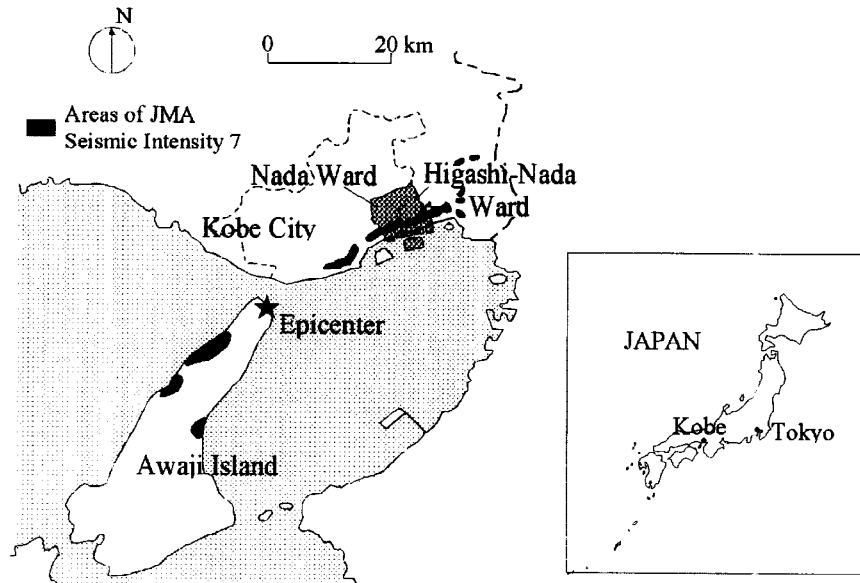 N
0 20 km
Areas of JMA
Seismic Intensity 7
Nada Ward
Higashi-Nada
Ward
Kobe City
Epicenter
Awaji Island
JAPAN
Kobe
Tokyo